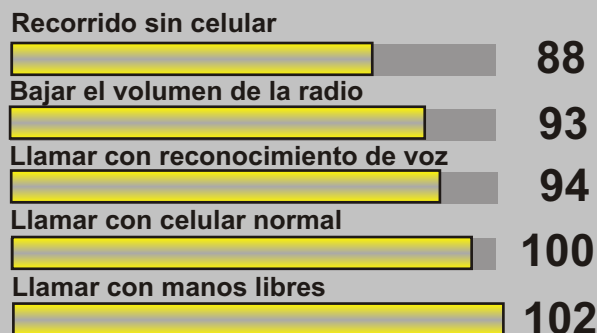 Recorrido sin celular
88
Bajar el volumen de la radio
93
Llamar con reconocimiento de voz
94
Llamar con celular normal
100
Llamar con manos libres
102